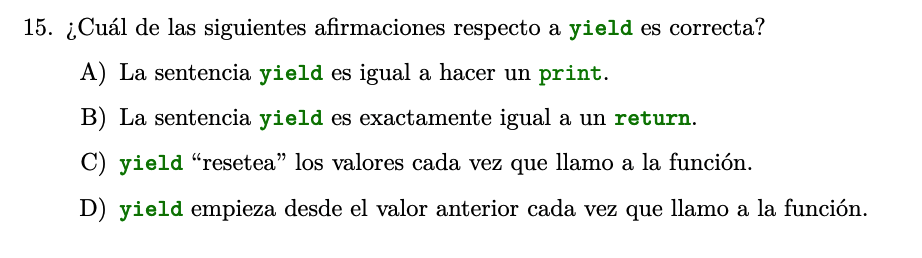 15. ¿Cuál de las siguientes afirmaciones respecto a yield es correcta?
A) La sentencia yield es igual a hacer un print.
B) La sentencia yield es exactamente igual a un return.
C) yield “resetea” los valores cada vez que llamo a la función.
D) yield empieza desde el valor anterior cada vez que llamo a la función.